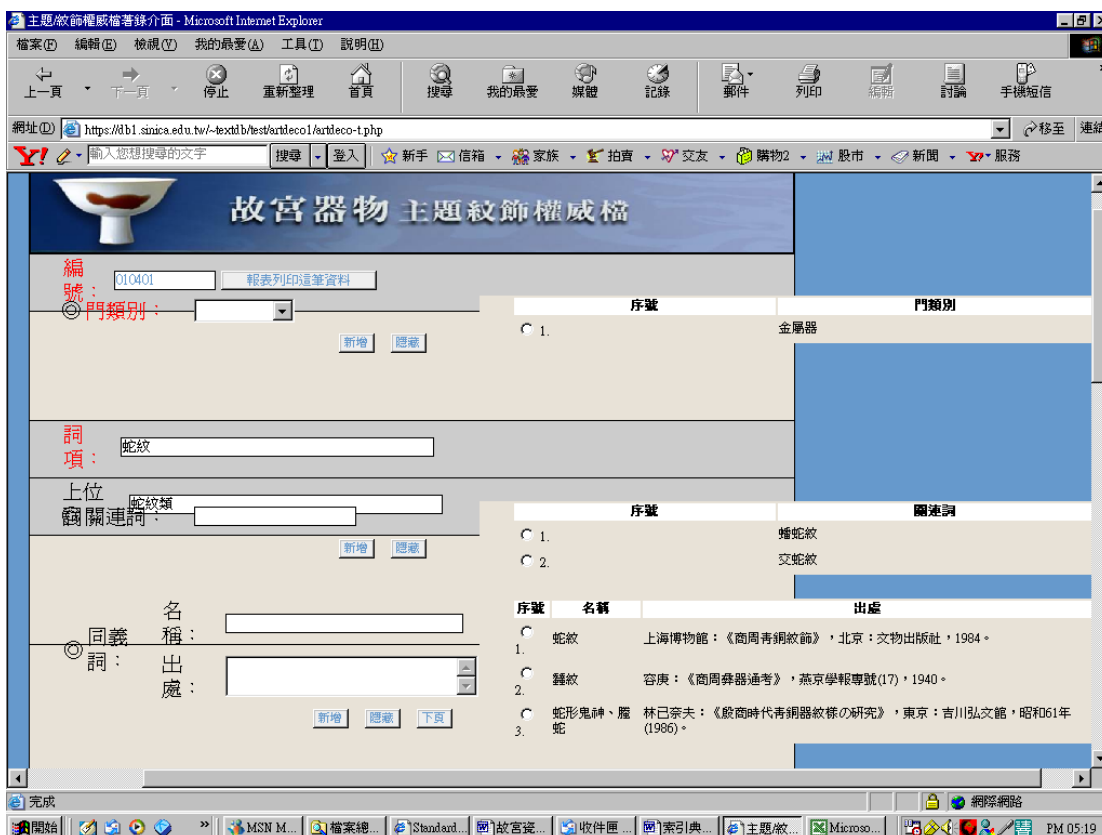 主題/紋飾權威檔著錄介面 - Microsoft Internet Explorer
檔案(F) 編輯(E) 檢視(V) 我的最愛(A) 工具(T) 說明(H)
上一頁 下一頁 停止 重新整理 首頁 搜尋 我的最愛 媒體 記錄 郵件 列印 編輯 討論 手機短信
網址(D) https://db1.sinica.edu.tw/~textdb/test/artdeco1/artdeco-t.php 移至 連結
Y! 輸入您想搜尋的文字 搜尋 登入 新手 信箱 家族 拍賣 交友 購物2 股市 新聞 服務
故宮器物 主題紋飾權威檔
編號： 010401 報表列印這筆資料
◎門類別： 序號 門類別
1. 金屬器
新增 隱藏
詞項： 蛇紋
上位 蛇紋類
關連詞： 序號 關連詞
1. 蟠蛇紋
新增 隱藏
2. 交蛇紋
◎同義詞： 名稱： 序號 名稱 出處
1. 蛇紋 上海博物館：《商周青銅紋飾》，北京：文物出版社，1984。
出處：
2. 蠶紋 容庚：《商周彝器通考》，燕京學報專號(17)，1940。
新增 隱藏 下頁
3. 蛇形鬼神、螣蛇 林巳奈夫：《殷商時代青銅器紋樣の研究》，東京：吉川弘文館，昭和61年(1986)。
完成 網際網路
開始 » MSN M... 檔案總... Standard... 故宮瓷... 收件匣 ... 索引典... 主題/紋... Microso... PM 05:19